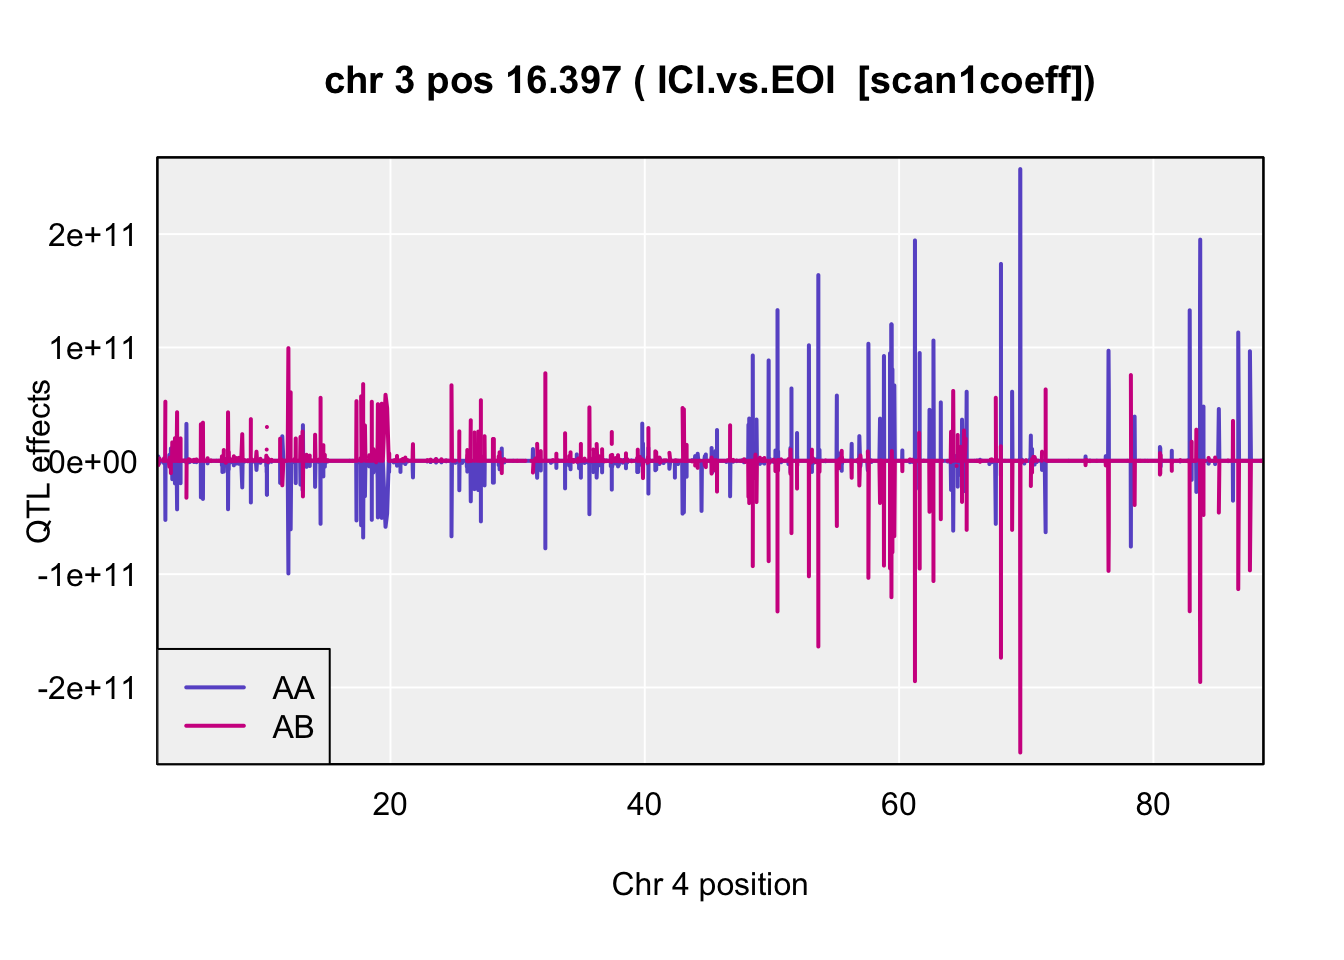 chr 3 pos 16.397 ( ICI.vs.EOI  [scan1coeff])
QTL effects
2e+11
1e+11
0e+00
-1e+11
-2e+11
AA
AB
20 40 60 80
Chr 4 position